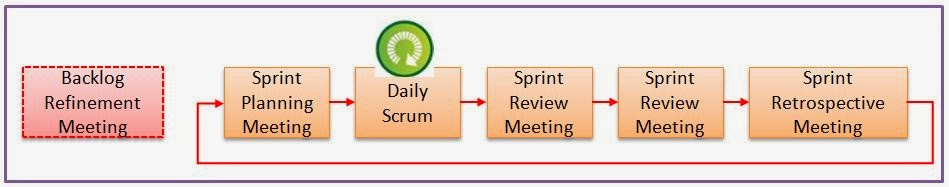 Backlog
Refinement
Meeting
Sprint
Planning
Meeting
Daily
Scrum
Sprint
Review
Meeting
Sprint
Review
Meeting
Sprint
Retrospective
Meeting